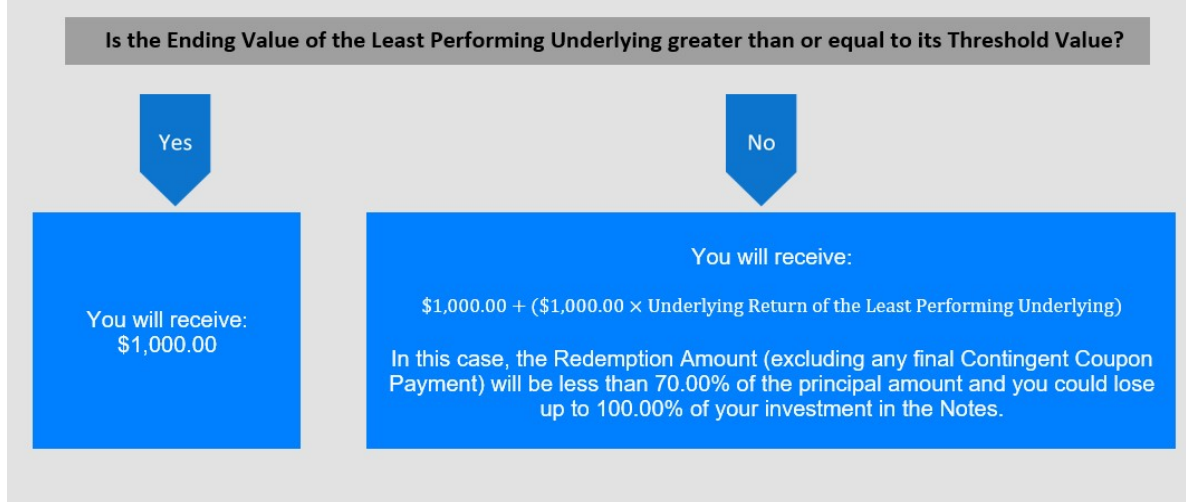 Is the Ending Value of the Least Performing Underlying greater than or equal to its Threshold Value?
Yes
No
You will receive:
$1,000.00
You will receive:
$1,000.00 + ($1,000.00 × Underlying Return of the Least Performing Underlying)
In this case, the Redemption Amount (excluding any final Contingent Coupon
Payment) will be less than 70.00% of the principal amount and you could lose
up to 100.00% of your investment in the Notes.